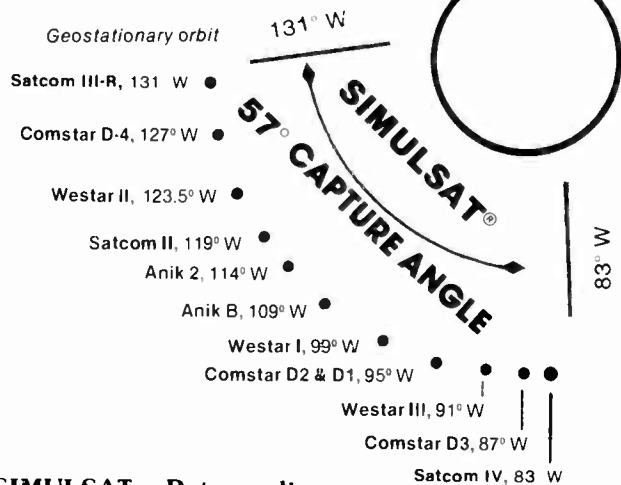 Geostationary orbit
131° W
Satcom III-R, 131 W
SIMULSAT®
57° CAPTURE ANGLE
Comstar D-4, 127° W
Westar II, 123.5° W
Satcom II, 119° W
Anik 2, 114° W
Anik B, 109° W
83° W
Westar I, 99° W
Comstar D2 & D1, 95° W
Westar III, 91° W
Comstar D3, 87° W
Satcom IV, 83 W